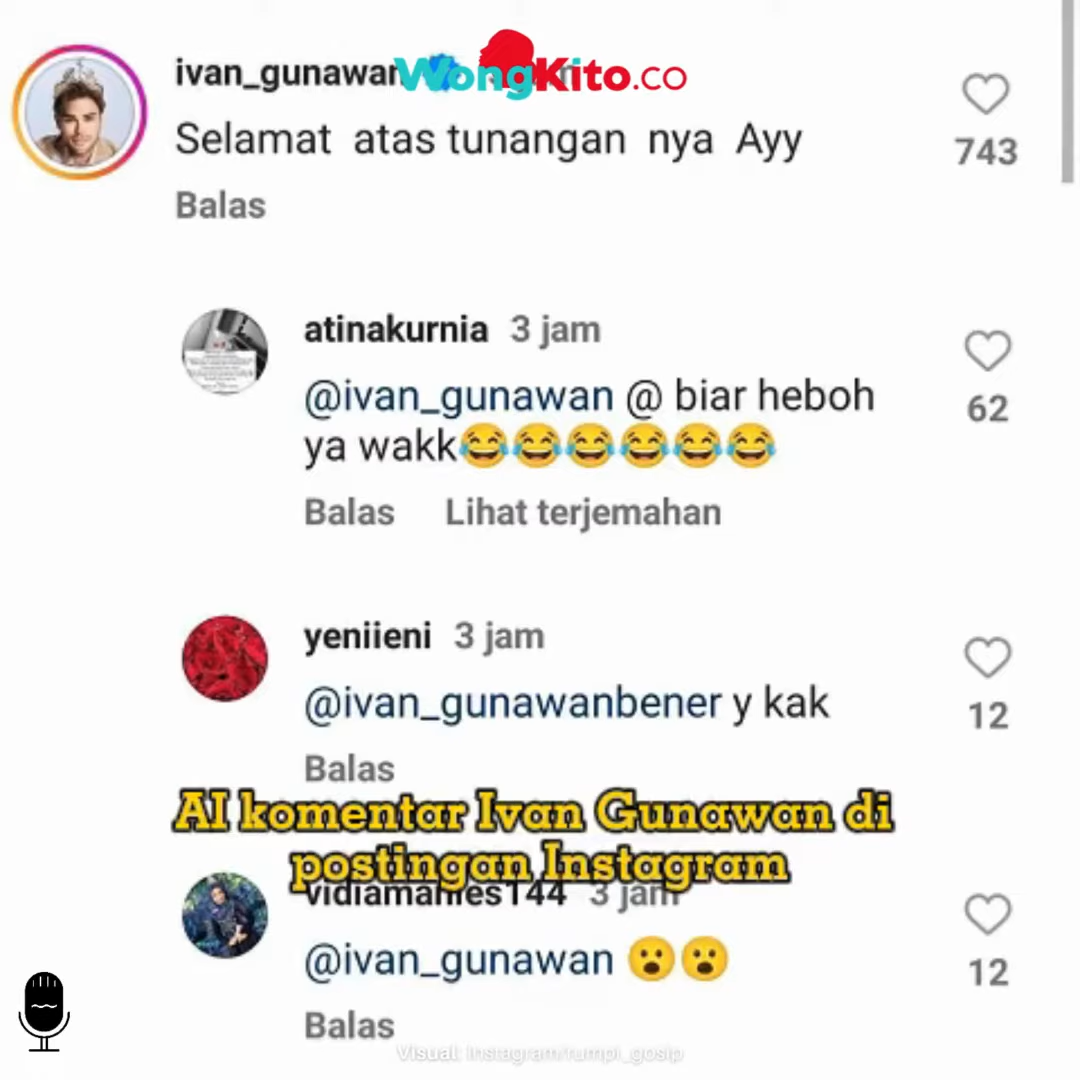 ivan_gunawan
WongKito.co
Selamat atas tunangan nya Ayy
743
Balas
atinakurnia 3 jam
@ivan_gunawan @ biar heboh
ya wakk😂😂😂😂😂😂
62
Balas Lihat terjemahan
yeniieni 3 jam
@ivan_gunawanbener y kak
12
Balas
AI komentar Ivan Gunawan di
postingan Instagram
3 jam
@ivan_gunawan 😮😮
12
Balas
Visual: Instagram/rumpi_gosip